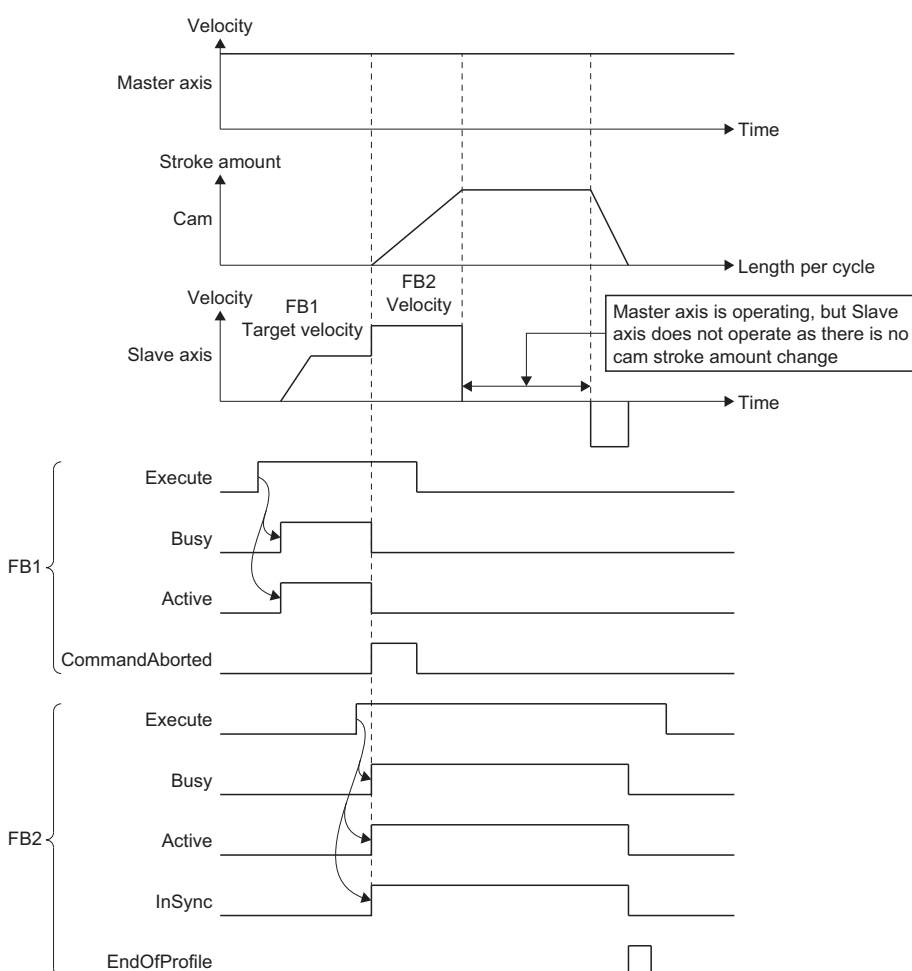 Velocity
Master axis
Time
Stroke amount
Cam
Length per cycle
Velocity
FB1
Target velocity
FB2
Velocity
Master axis is operating, but Slave
axis does not operate as there is no
cam stroke amount change
Slave axis
Time
FB1
Execute
Busy
Active
CommandAborted
FB2
Execute
Busy
Active
InSync
EndOfProfile